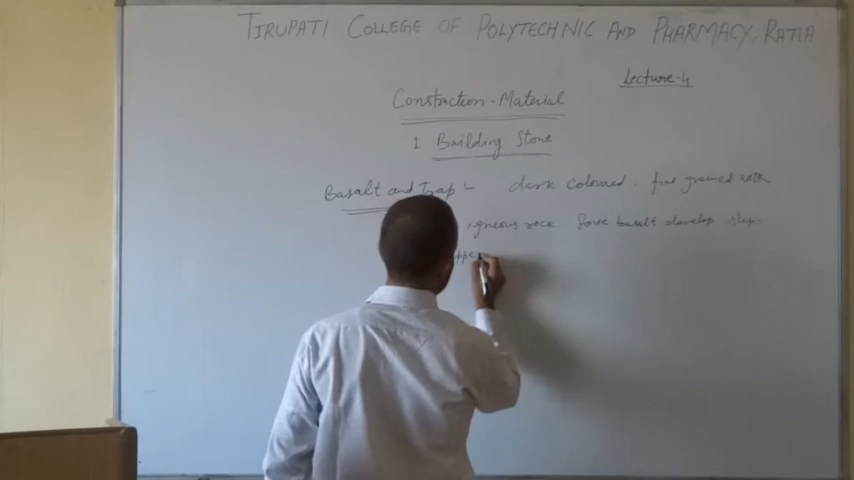 TIRUPATI COLLEGE OF POLYTECHNIC AND PHARMACY, RATIA
Lecture-4
Constraction-Material
1 Building Stone
Basalt and Trap :- dark coloured. fine grained rock
igneous rock Some basalt develop step